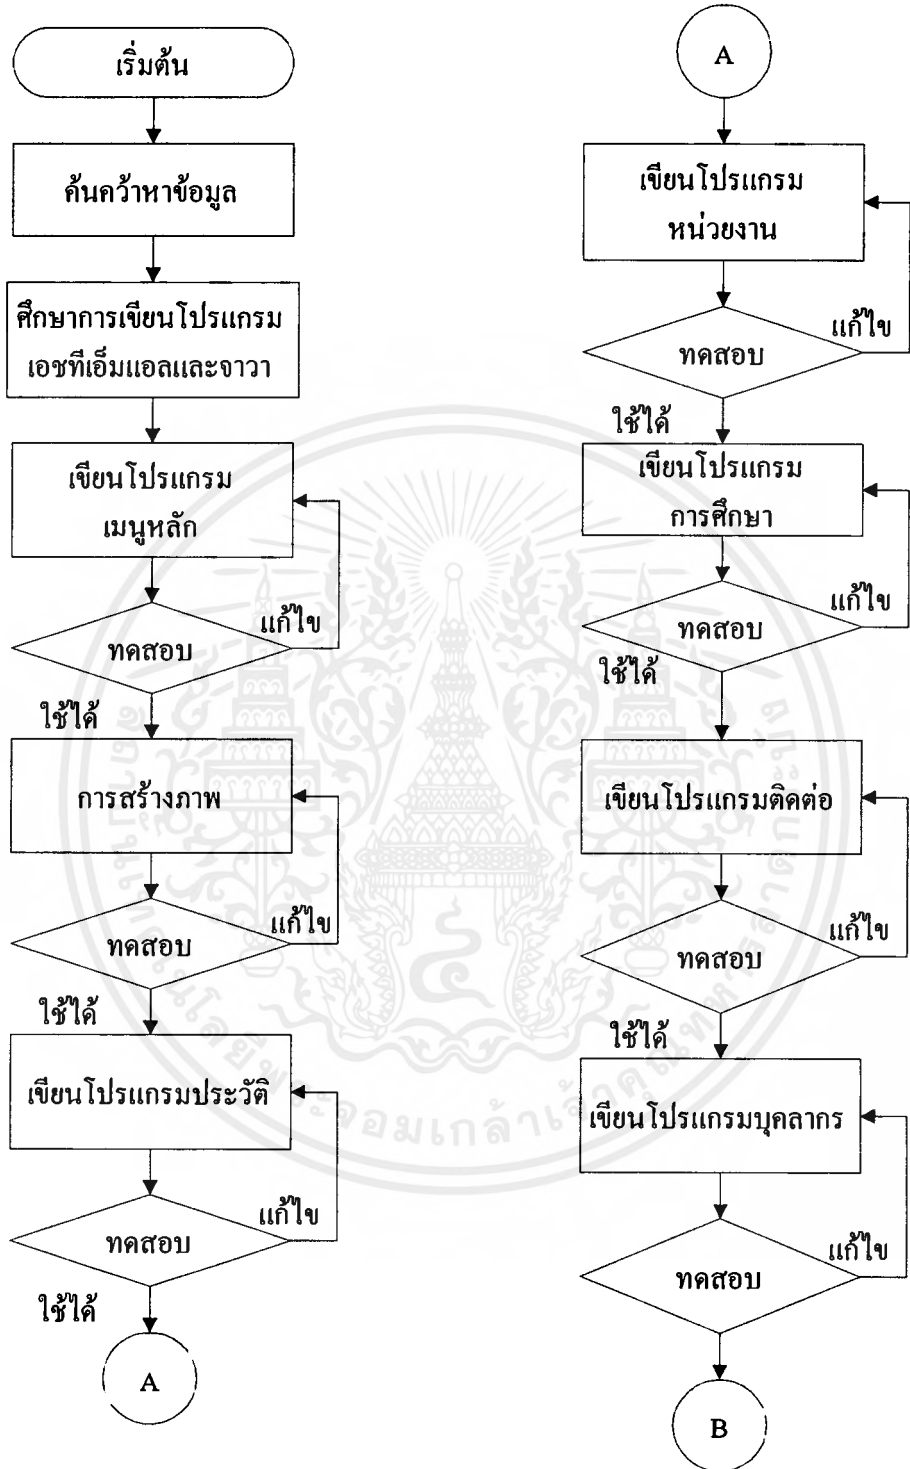 เริ่มต้น
ค้นคว้าหาข้อมูล
ศึกษาการเขียนโปรแกรม
เอชทีเอ็มแอลและจาวา
เขียนโปรแกรม
เมนูหลัก
แก้ไข
ทดสอบ
ใช้ได้
การสร้างภาพ
แก้ไข
ทดสอบ
ใช้ได้
เขียนโปรแกรมประวัติ
แก้ไข
ทดสอบ
ใช้ได้
A
A
เขียนโปรแกรม
หน่วยงาน
แก้ไข
ทดสอบ
ใช้ได้
เขียนโปรแกรม
การศึกษา
แก้ไข
ทดสอบ
ใช้ได้
เขียนโปรแกรมติดต่อ
แก้ไข
ทดสอบ
ใช้ได้
เขียนโปรแกรมบุคลากร
แก้ไข
ทดสอบ
B